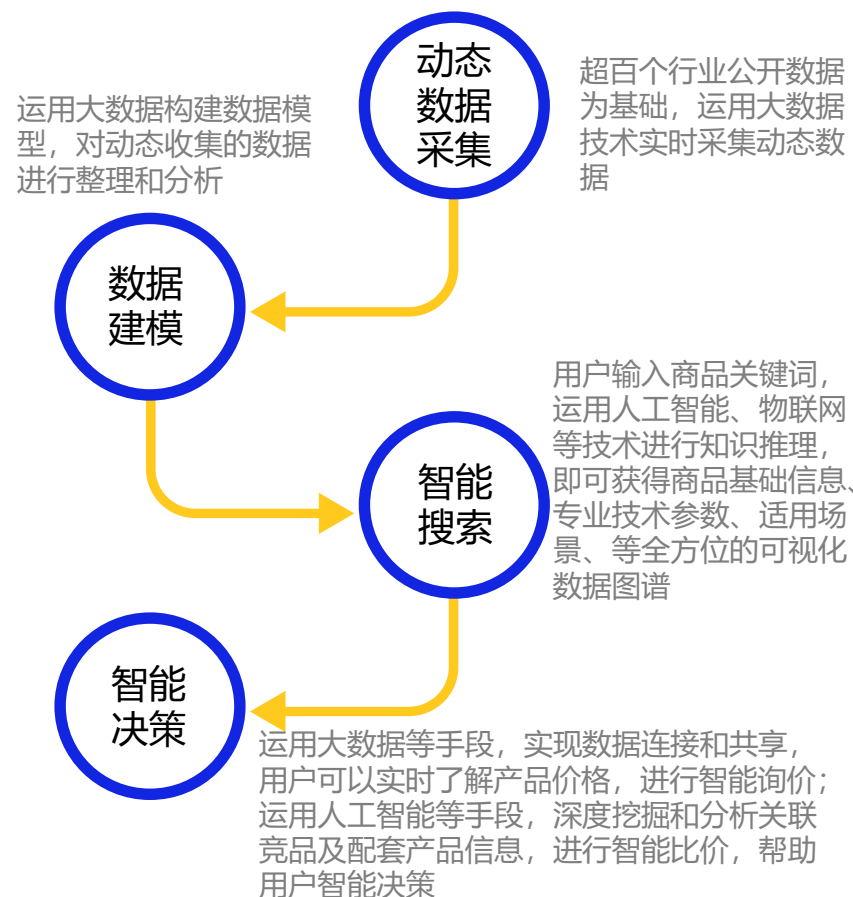 动态
数据
采集
超百个行业公开数据
为基础，运用大数据
技术实时采集动态数
据
运用大数据构建数据模
型，对动态收集的数据
进行整理和分析
数据
建模
用户输入商品关键词，
运用人工智能、物联网
等技术进行知识推理，
即可获得商品基础信息、
专业技术参数、适用场
景、等全方位的可视化
数据图谱
智能
搜索
智能
决策
运用大数据等手段，实现数据连接和共享，
用户可以实时了解产品价格，进行智能询价；
运用人工智能等手段，深度挖掘和分析关联
竞品及配套产品信息，进行智能比价，帮助
用户智能决策